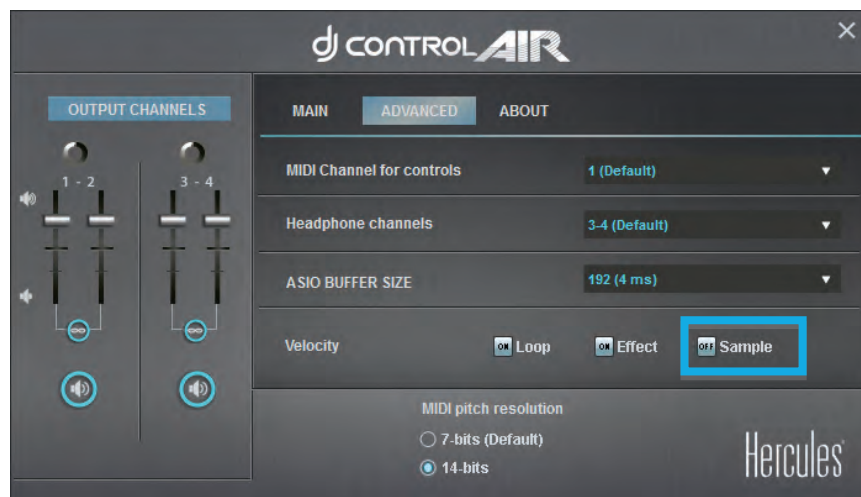 dj CONTROL AIR
OUTPUT CHANNELS
1 - 2
3 - 4
MAIN ADVANCED ABOUT
MIDI Channel for controls 1 (Default)
Headphone channels 3-4 (Default)
ASIO BUFFER SIZE 192 (4 ms)
Velocity ON Loop ON Effect OFF Sample
MIDI pitch resolution
7-bits (Default)
14-bits
Hercules